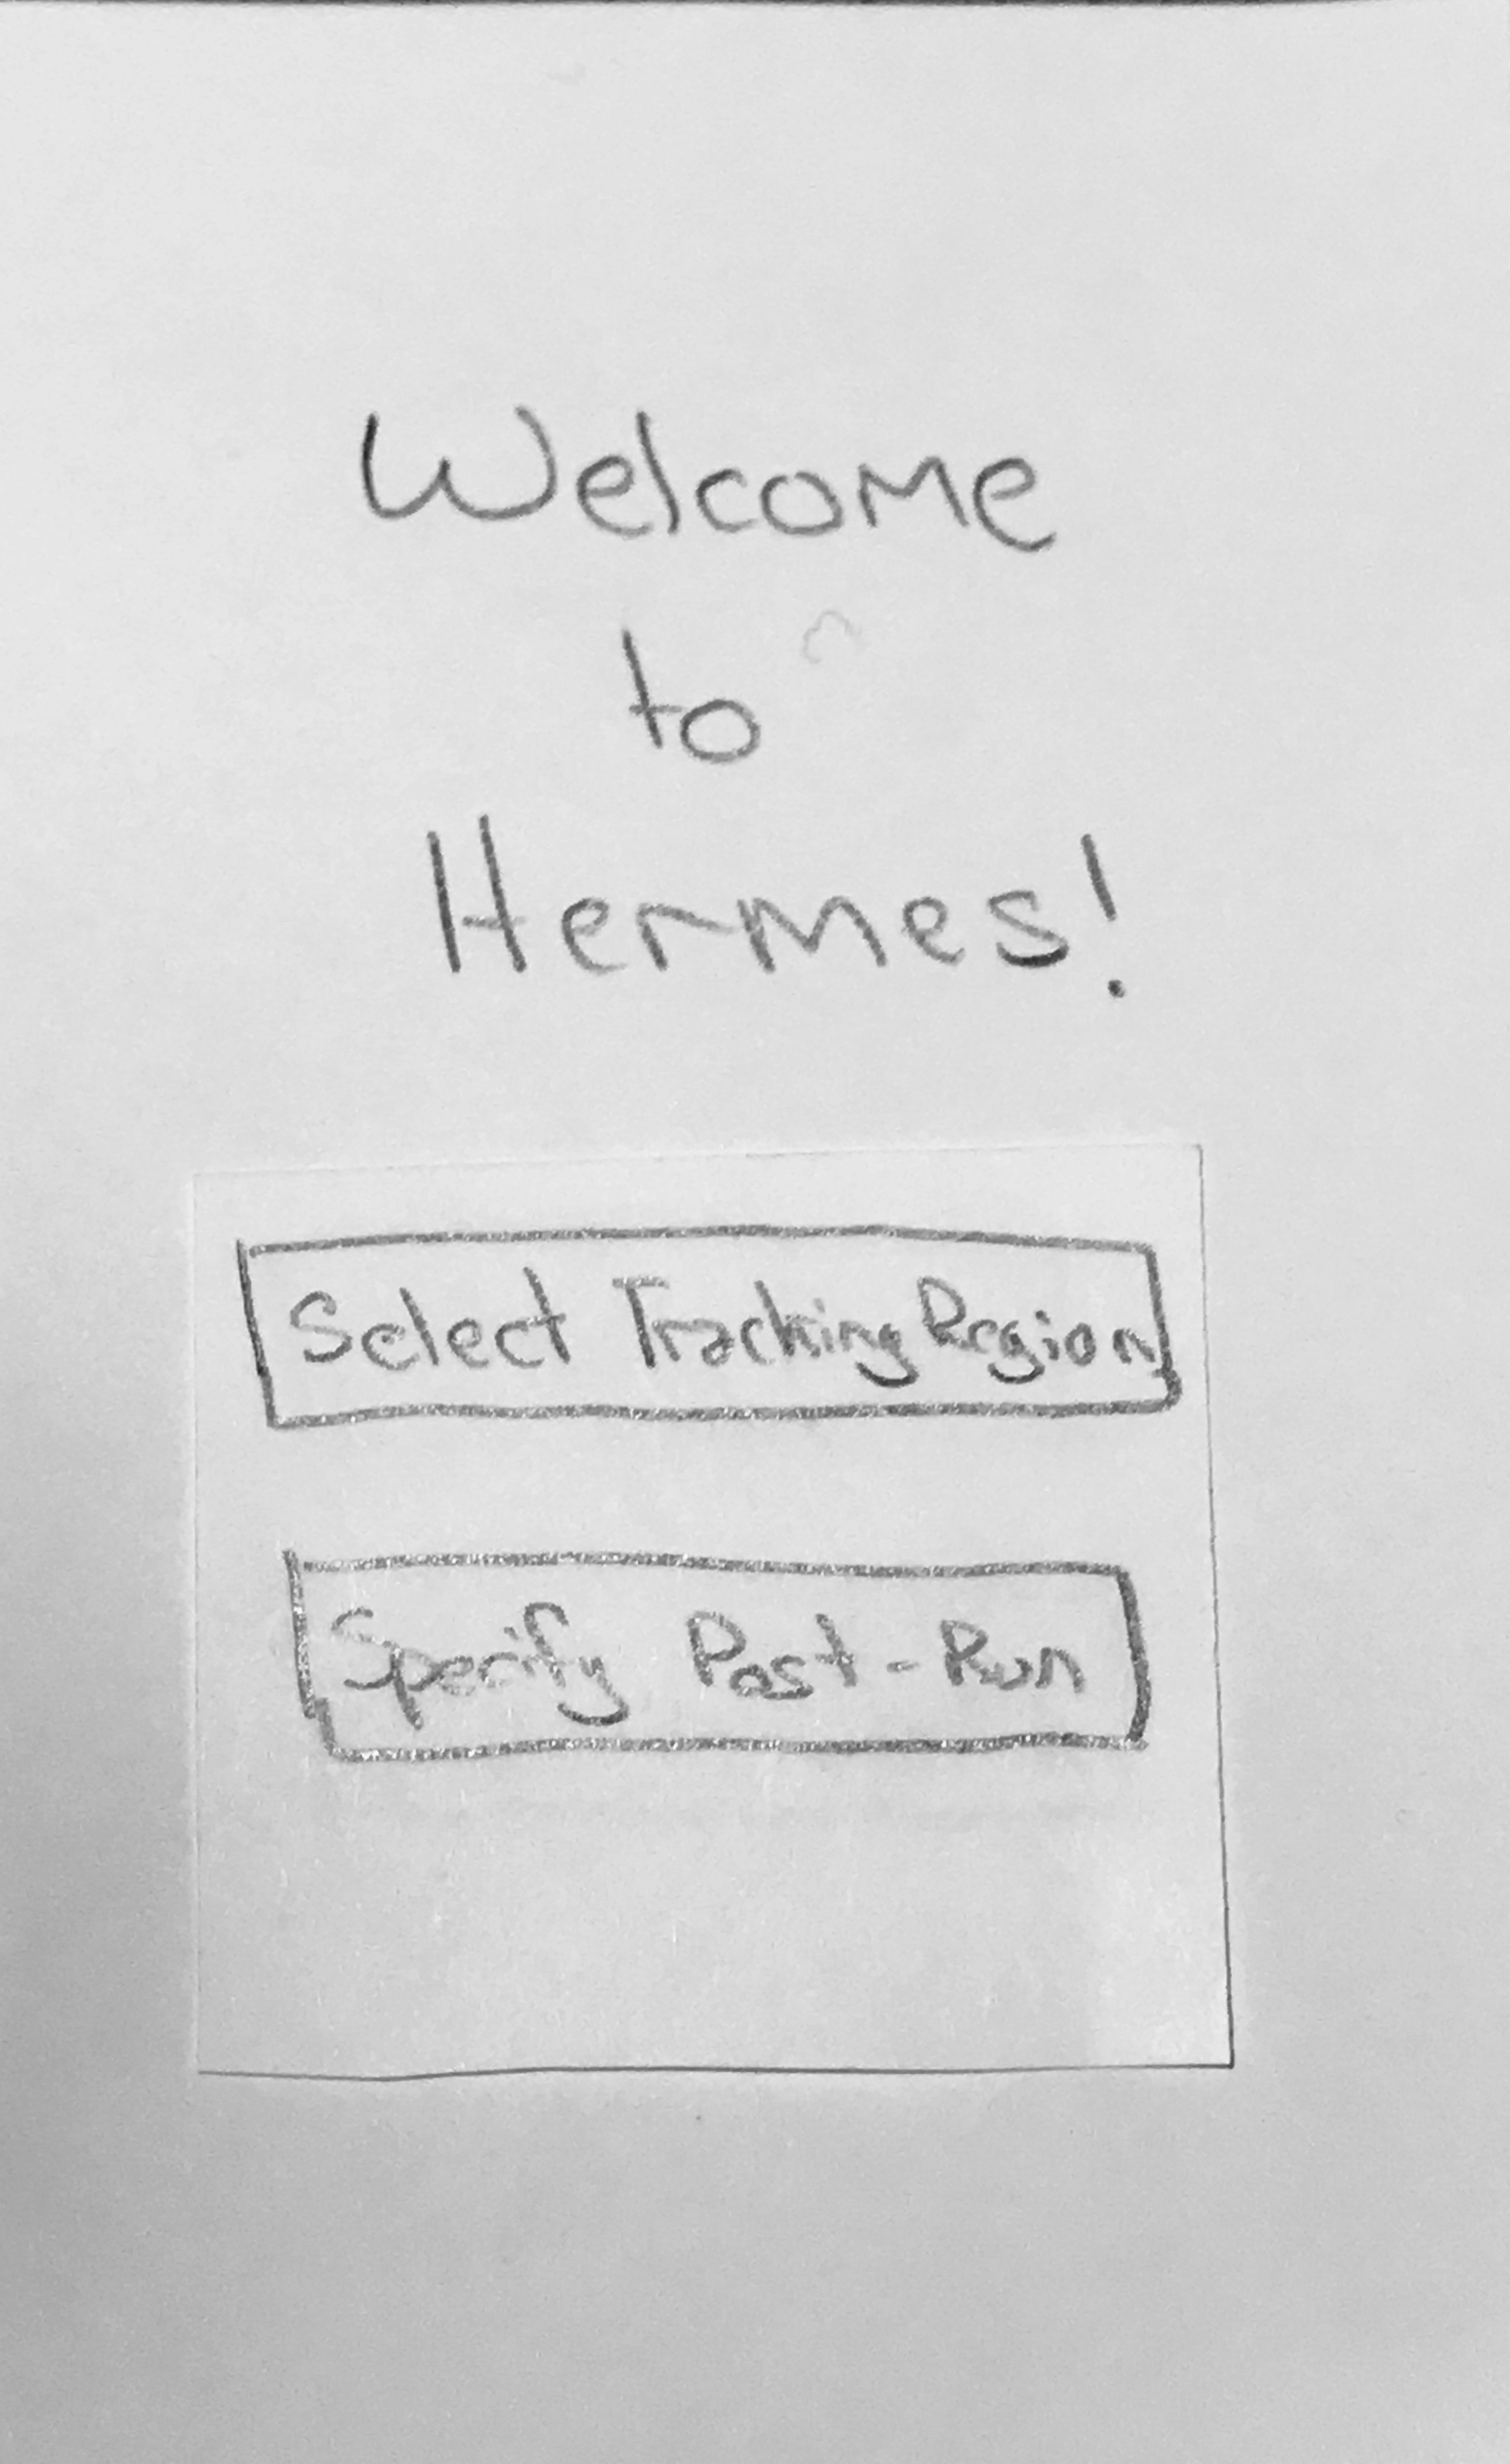 Welcome
to
Hermes!
Select Tracking Region
Specify Post-Run